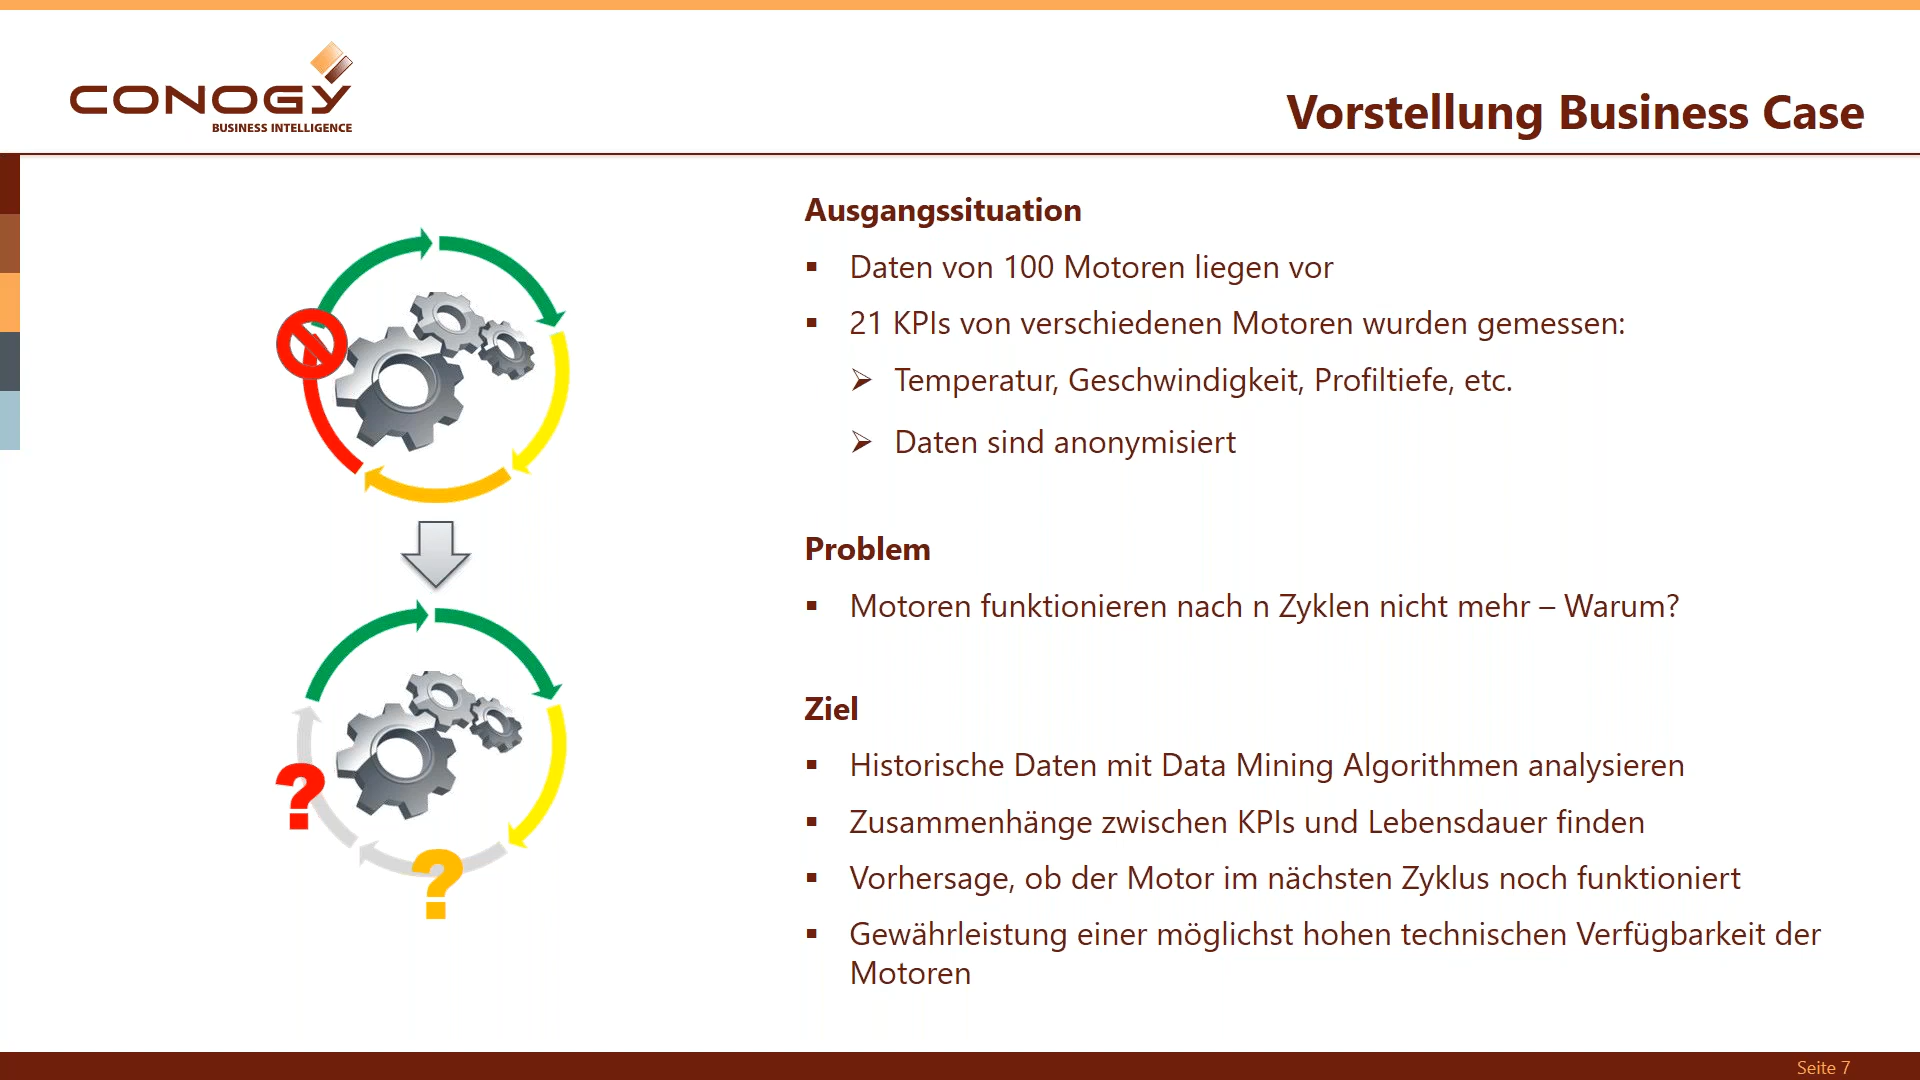 CONOGY
BUSINESS INTELLIGENCE
Vorstellung Business Case
Ausgangssituation
▪ Daten von 100 Motoren liegen vor
▪ 21 KPIs von verschiedenen Motoren wurden gemessen:
➢ Temperatur, Geschwindigkeit, Profiltiefe, etc.
➢ Daten sind anonymisiert
Problem
▪ Motoren funktionieren nach n Zyklen nicht mehr – Warum?
Ziel
▪ Historische Daten mit Data Mining Algorithmen analysieren
▪ Zusammenhänge zwischen KPIs und Lebensdauer finden
▪ Vorhersage, ob der Motor im nächsten Zyklus noch funktioniert
▪ Gewährleistung einer möglichst hohen technischen Verfügbarkeit der
Motoren
?
?
Seite 7